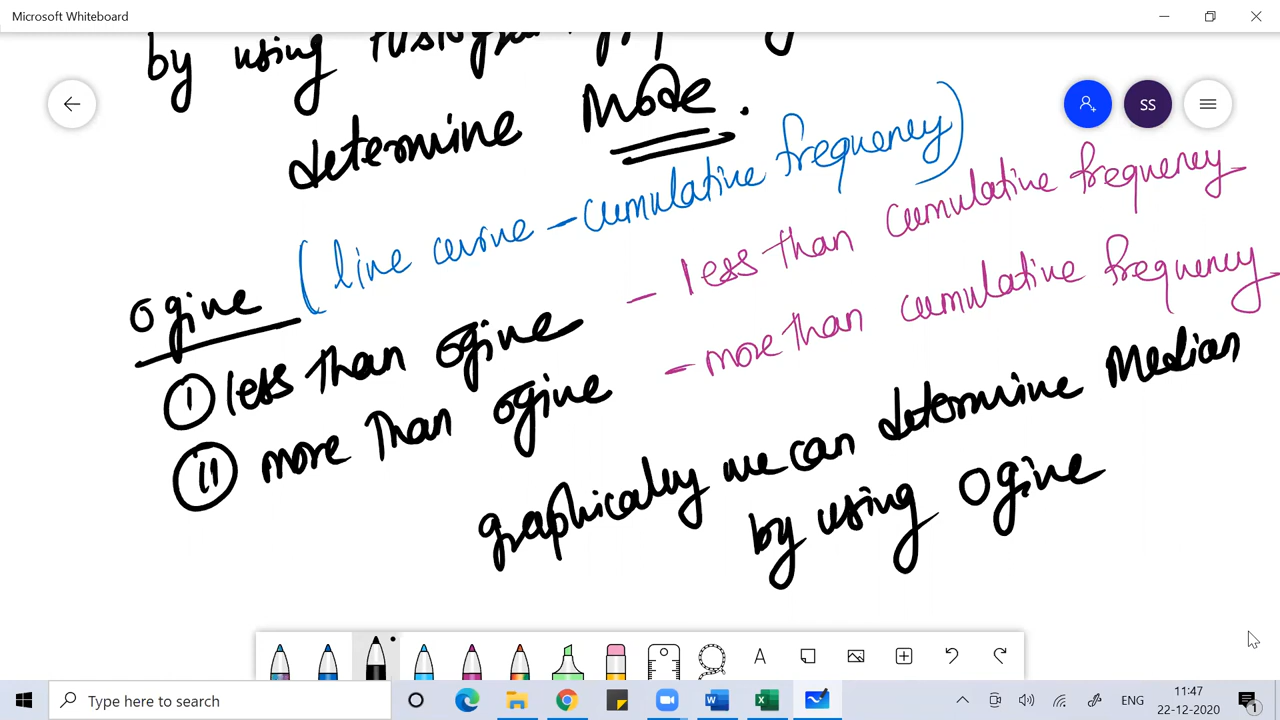 Microsoft Whiteboard
by using
determine Mode.
SS
Ogive (line curve - cumulative frequency)
(i) less than ogive - less than cumulative frequency
(ii) more than ogive - more than cumulative frequency
graphically we can determine Median
by using Ogive
A
Type here to search
ENG
11:47
22-12-2020
1